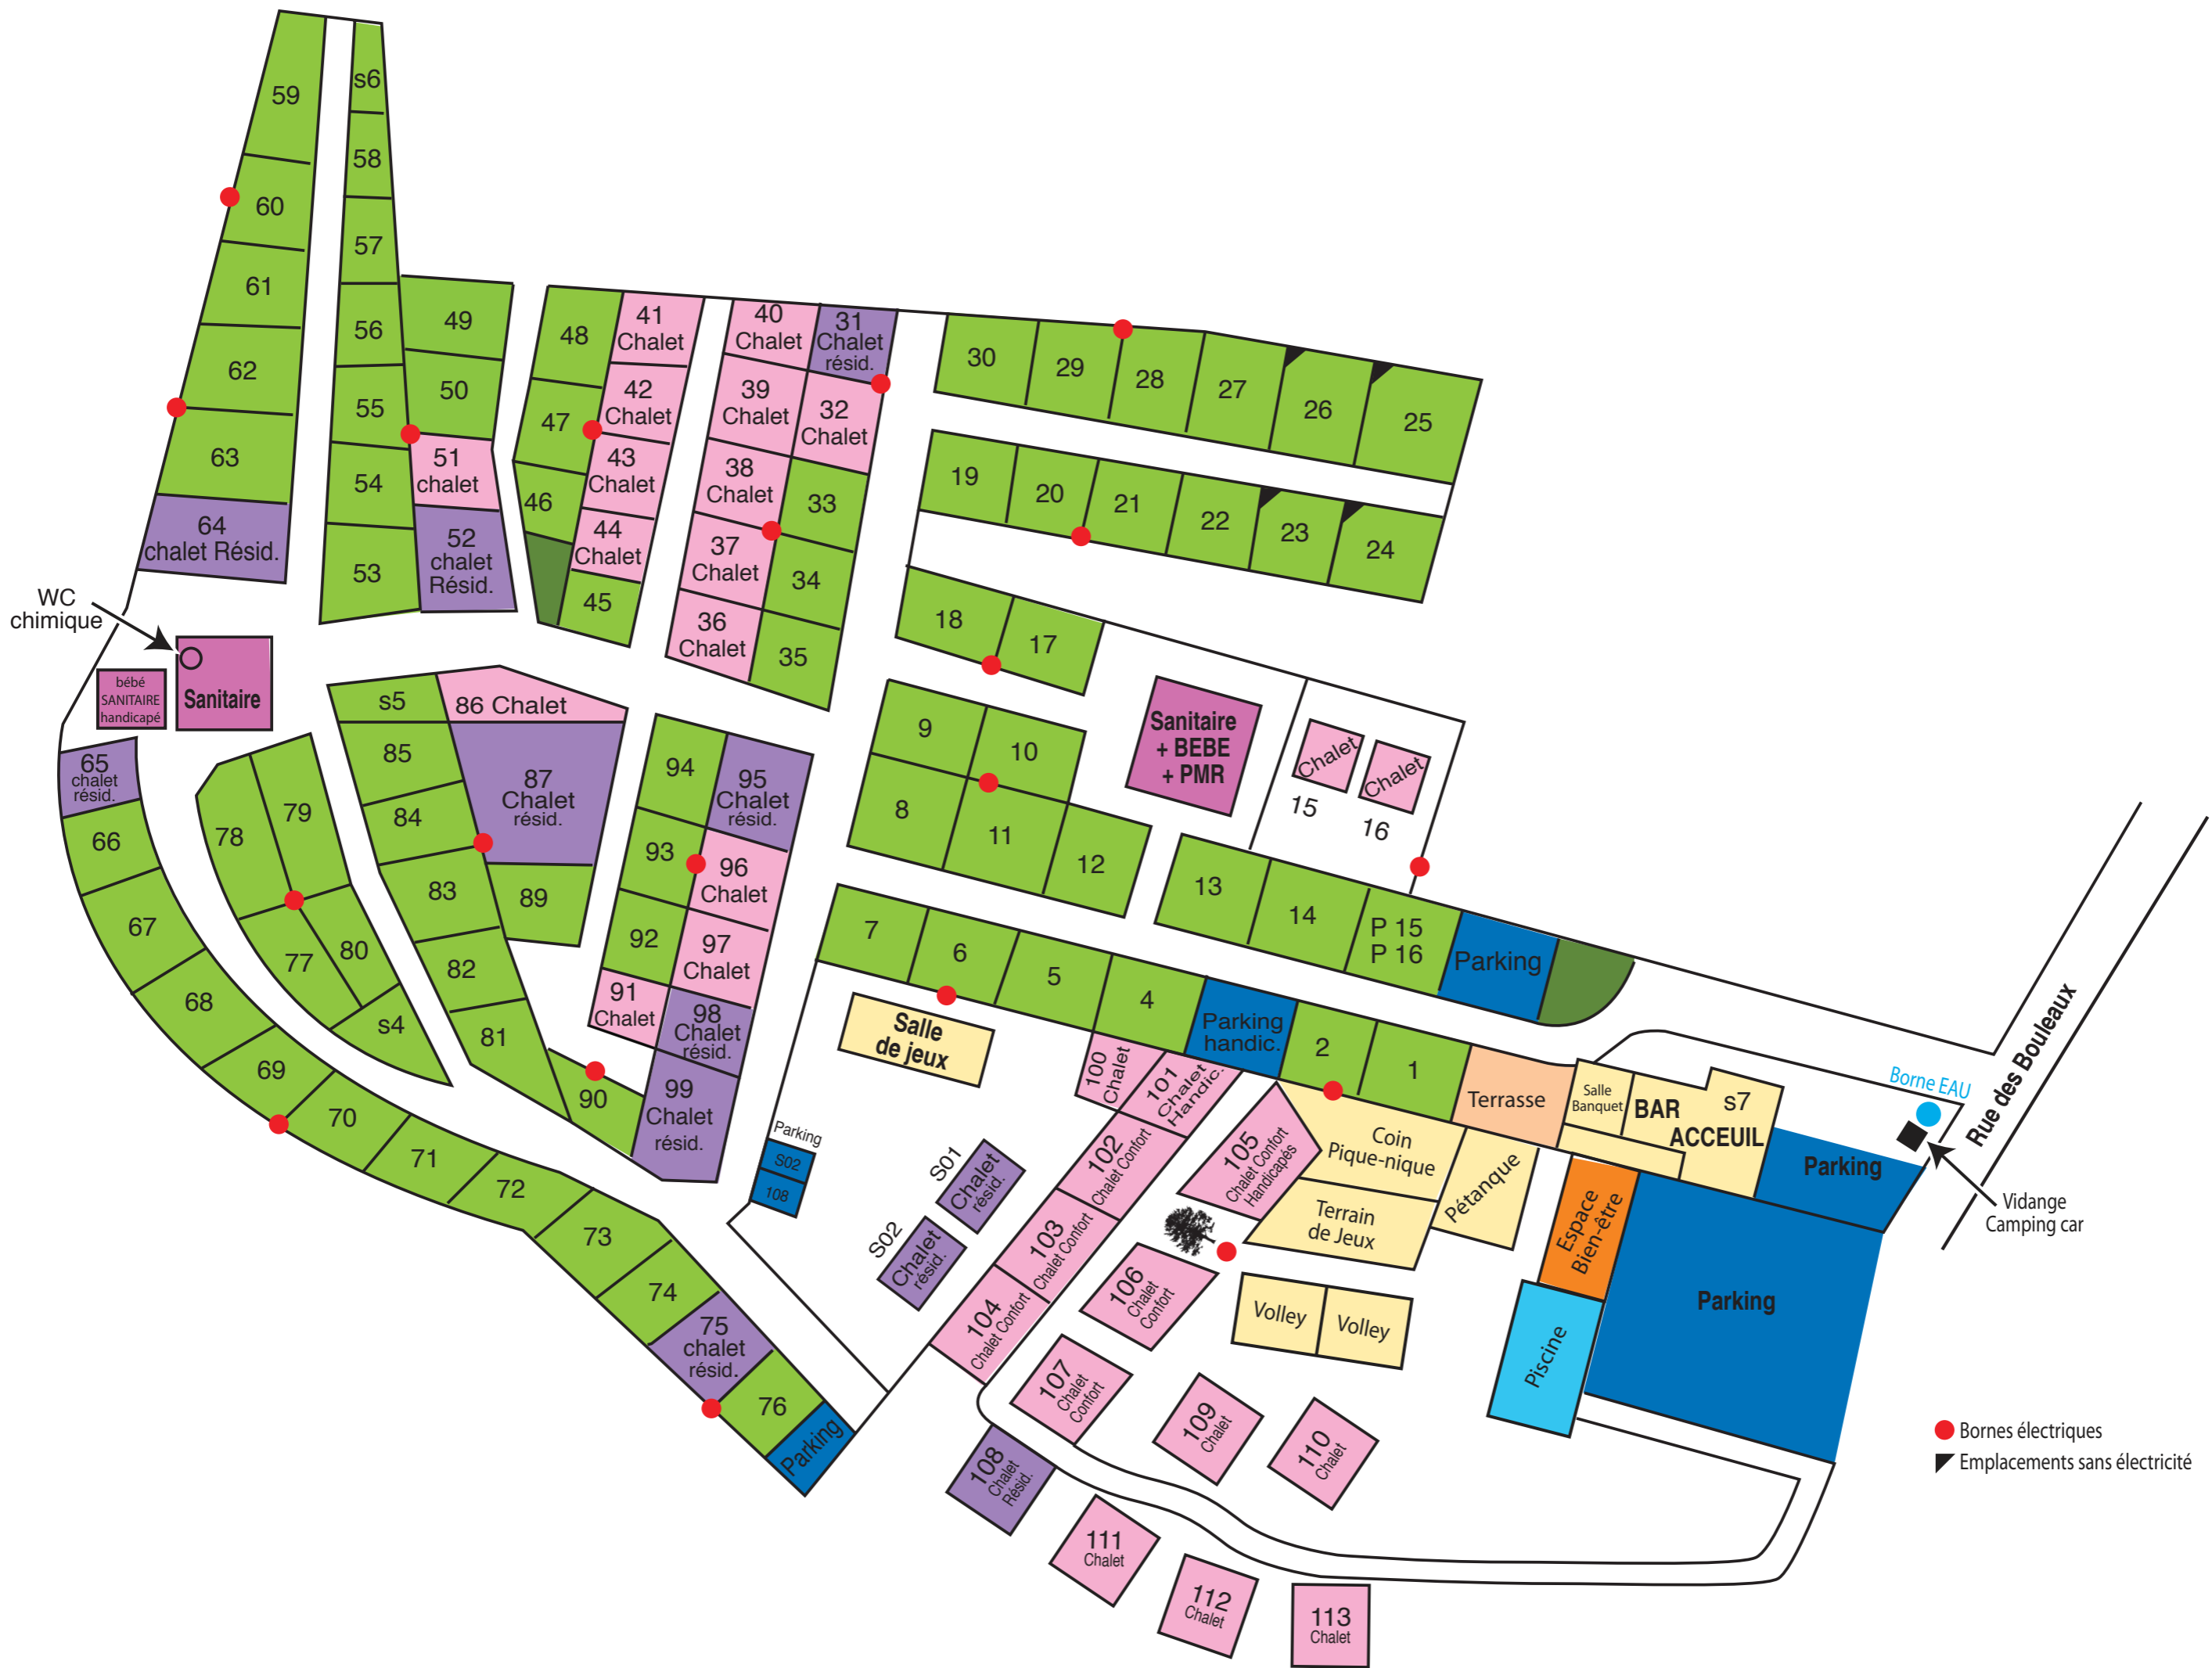 59
s6
60
58
61
57
62
56
63
55
64
chalet Résid.
54
53
49
50
51
chalet
52
chalet
Résid.
48
47
46
41
Chalet
42
Chalet
43
Chalet
44
Chalet
45
40
Chalet
31
Chalet
résid.
39
Chalet
32
Chalet
38
Chalet
33
37
Chalet
34
36
Chalet
35
30
29
28
27
26
25
19
20
21
22
23
24
18
17
WC
chimique
bébé
SANITAIRE
handicapé
Sanitaire
65
chalet
résid.
66
67
68
69
70
71
72
73
74
75
chalet
résid.
76
Parking
78
79
77
80
s4
s5
86 Chalet
85
87
Chalet
résid.
84
83
89
82
81
90
94
95
Chalet
résid.
93
96
Chalet
92
97
Chalet
91
Chalet
98
Chalet
résid.
99
Chalet
résid.
9
10
8
11
12
Sanitaire
+ BEBE
+ PMR
Chalet
15
Chalet
16
13
14
P 15
P 16
Parking
7
6
5
4
Parking
handic.
2
1
Terrasse
Salle
Banquet
BAR
s7
ACCEUIL
Parking
Borne EAU
Rue des Bouleaux
Vidange
Camping car
Salle
de jeux
Parking
S02
108
S01
Chalet
résid.
S02
Chalet
résid.
100
Chalet
101
Chalet
Handic.
102
Chalet Confort
103
Chalet Confort
104
Chalet Confort
105
Chalet Confort
Handicapés
Coin
Pique-nique
Terrain
de Jeux
Pétanque
Espace
Bien-être
Piscine
Parking
106
Chalet
Confort
Volley
Volley
107
Chalet
Confort
109
Chalet
110
Chalet
108
Chalet
Résid.
111
Chalet
112
Chalet
113
Chalet
Bornes électriques
Emplacements sans électricité